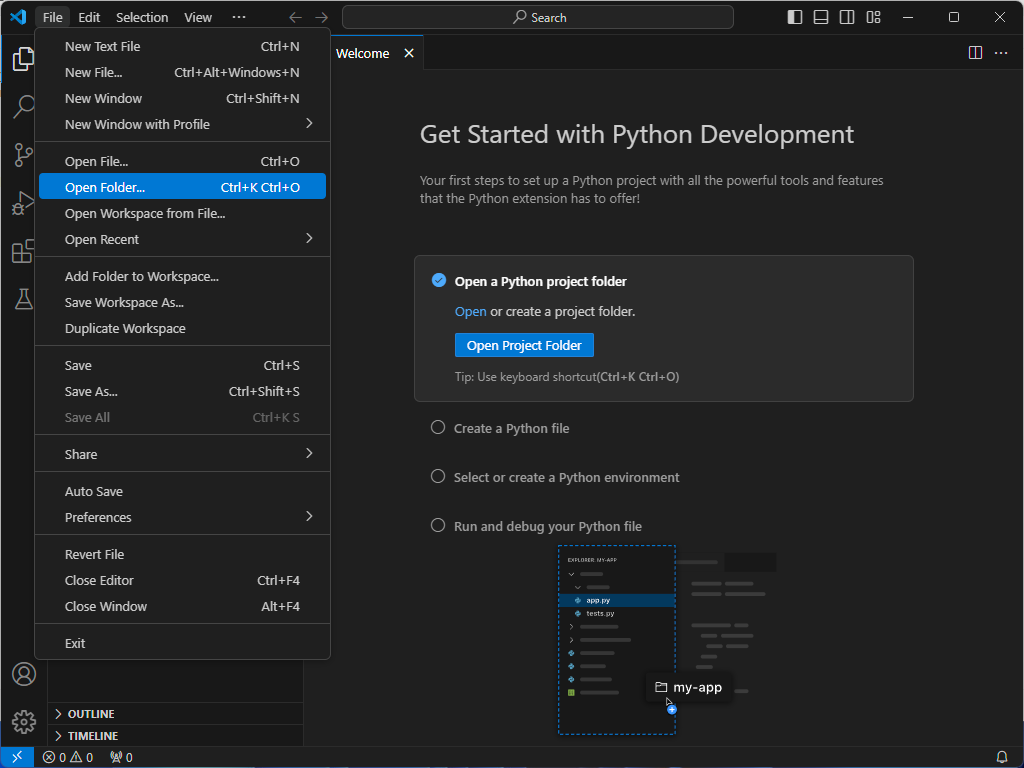 File Edit Selection View ··· Search
New Text File Ctrl+N
New File... Ctrl+Alt+Windows+N
New Window Ctrl+Shift+N
New Window with Profile
Open File... Ctrl+O
Open Folder... Ctrl+K Ctrl+O
Open Workspace from File...
Open Recent
Add Folder to Workspace...
Save Workspace As...
Duplicate Workspace
Save Ctrl+S
Save As... Ctrl+Shift+S
Save All Ctrl+K S
Share
Auto Save
Preferences
Revert File
Close Editor Ctrl+F4
Close Window Alt+F4
Exit
OUTLINE
TIMELINE
Welcome
Get Started with Python Development
Your first steps to set up a Python project with all the powerful tools and features
that the Python extension has to offer!
Open a Python project folder
Open or create a project folder.
Open Project Folder
Tip: Use keyboard shortcut(Ctrl+K Ctrl+O)
Create a Python file
Select or create a Python environment
Run and debug your Python file
EXPLORER: MY-APP
app.py
tests.py
my-app
0 0 0